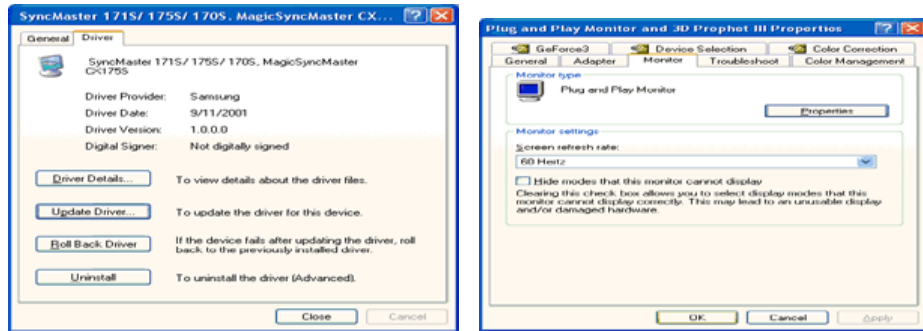 SyncMaster 171S/ 175S/ 170S, MagicSyncMaster CX...
General Driver
SyncMaster 171S/ 175S/ 170S, MagicSyncMaster
CX175S
Driver Provider: Samsung
Driver Date: 9/11/2001
Driver Version: 1.0.0.0
Digital Signer: Not digitally signed
Driver Details... To view details about the driver files.
Update Driver... To update the driver for this device.
Roll Back Driver If the device fails after updating the driver, roll
back to the previously installed driver.
Uninstall To uninstall the driver (Advanced).
Close Cancel
Plug and Play Monitor and 3D Prophet III Properties
GeForce3 Device Selection Color Correction
General Adapter Monitor Troubleshoot Color Management
Monitor type
Plug and Play Monitor
Properties
Monitor settings
Screen refresh rate:
60 Hertz
Hide modes that this monitor cannot display
Clearing this check box allows you to select display modes that this
monitor cannot display correctly. This may lead to an unusable display
and/or damaged hardware.
OK Cancel Apply